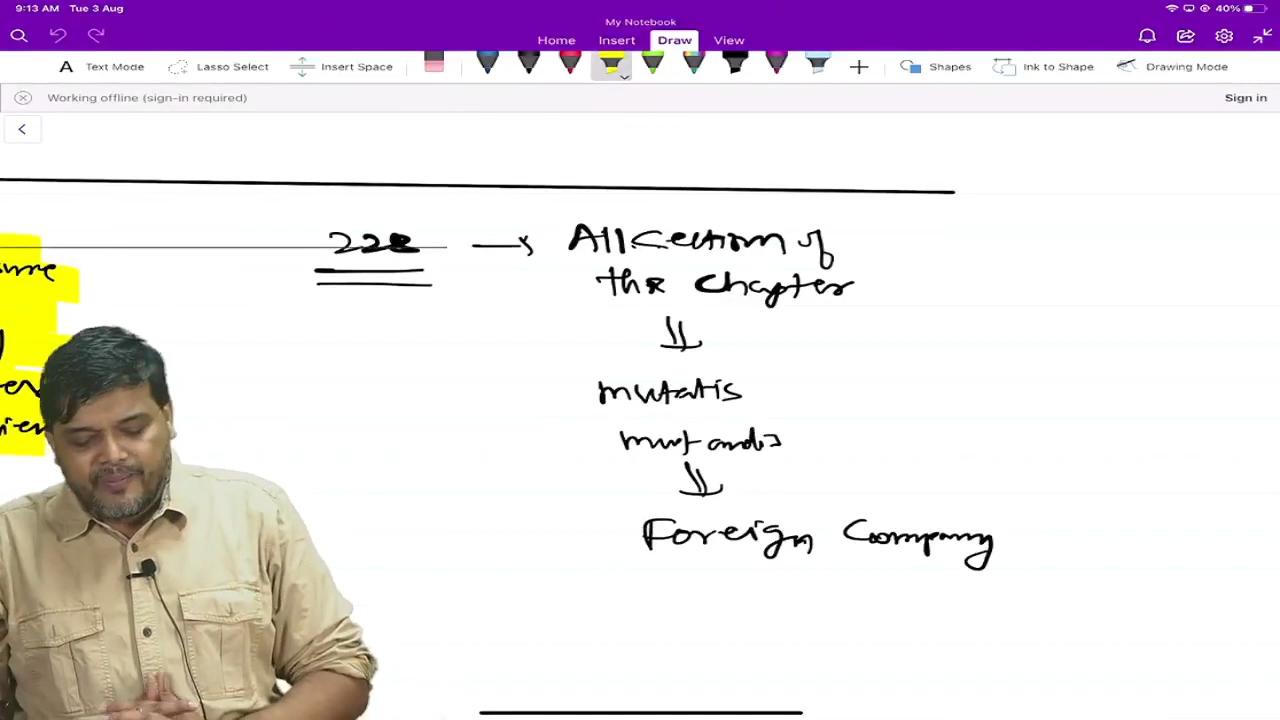 9:13 AM Tue 3 Aug
40%
My Notebook
Home Insert Draw View
A Text Mode Lasso Select Insert Space Shapes Ink to Shape Drawing Mode
Working offline (sign-in required)
Sign in
228 → All Section of
the Chapter
mutatis
mutandis
Foreign Company